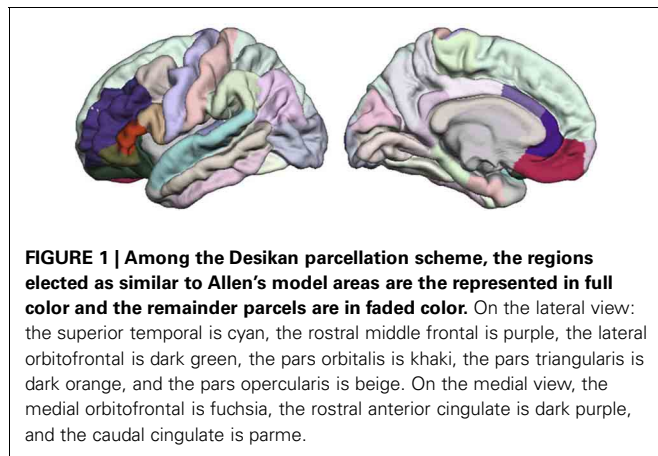 FIGURE 1 | Among the Desikan parcellation scheme, the regions
elected as similar to Allen's model areas are the represented in full
color and the remainder parcels are in faded color. On the lateral view:
the superior temporal is cyan, the rostral middle frontal is purple, the lateral
orbitofrontal is dark green, the pars orbitalis is khaki, the pars triangularis is
dark orange, and the pars opercularis is beige. On the medial view, the
medial orbitofrontal is fuchsia, the rostral anterior cingulate is dark purple,
and the caudal cingulate is parme.